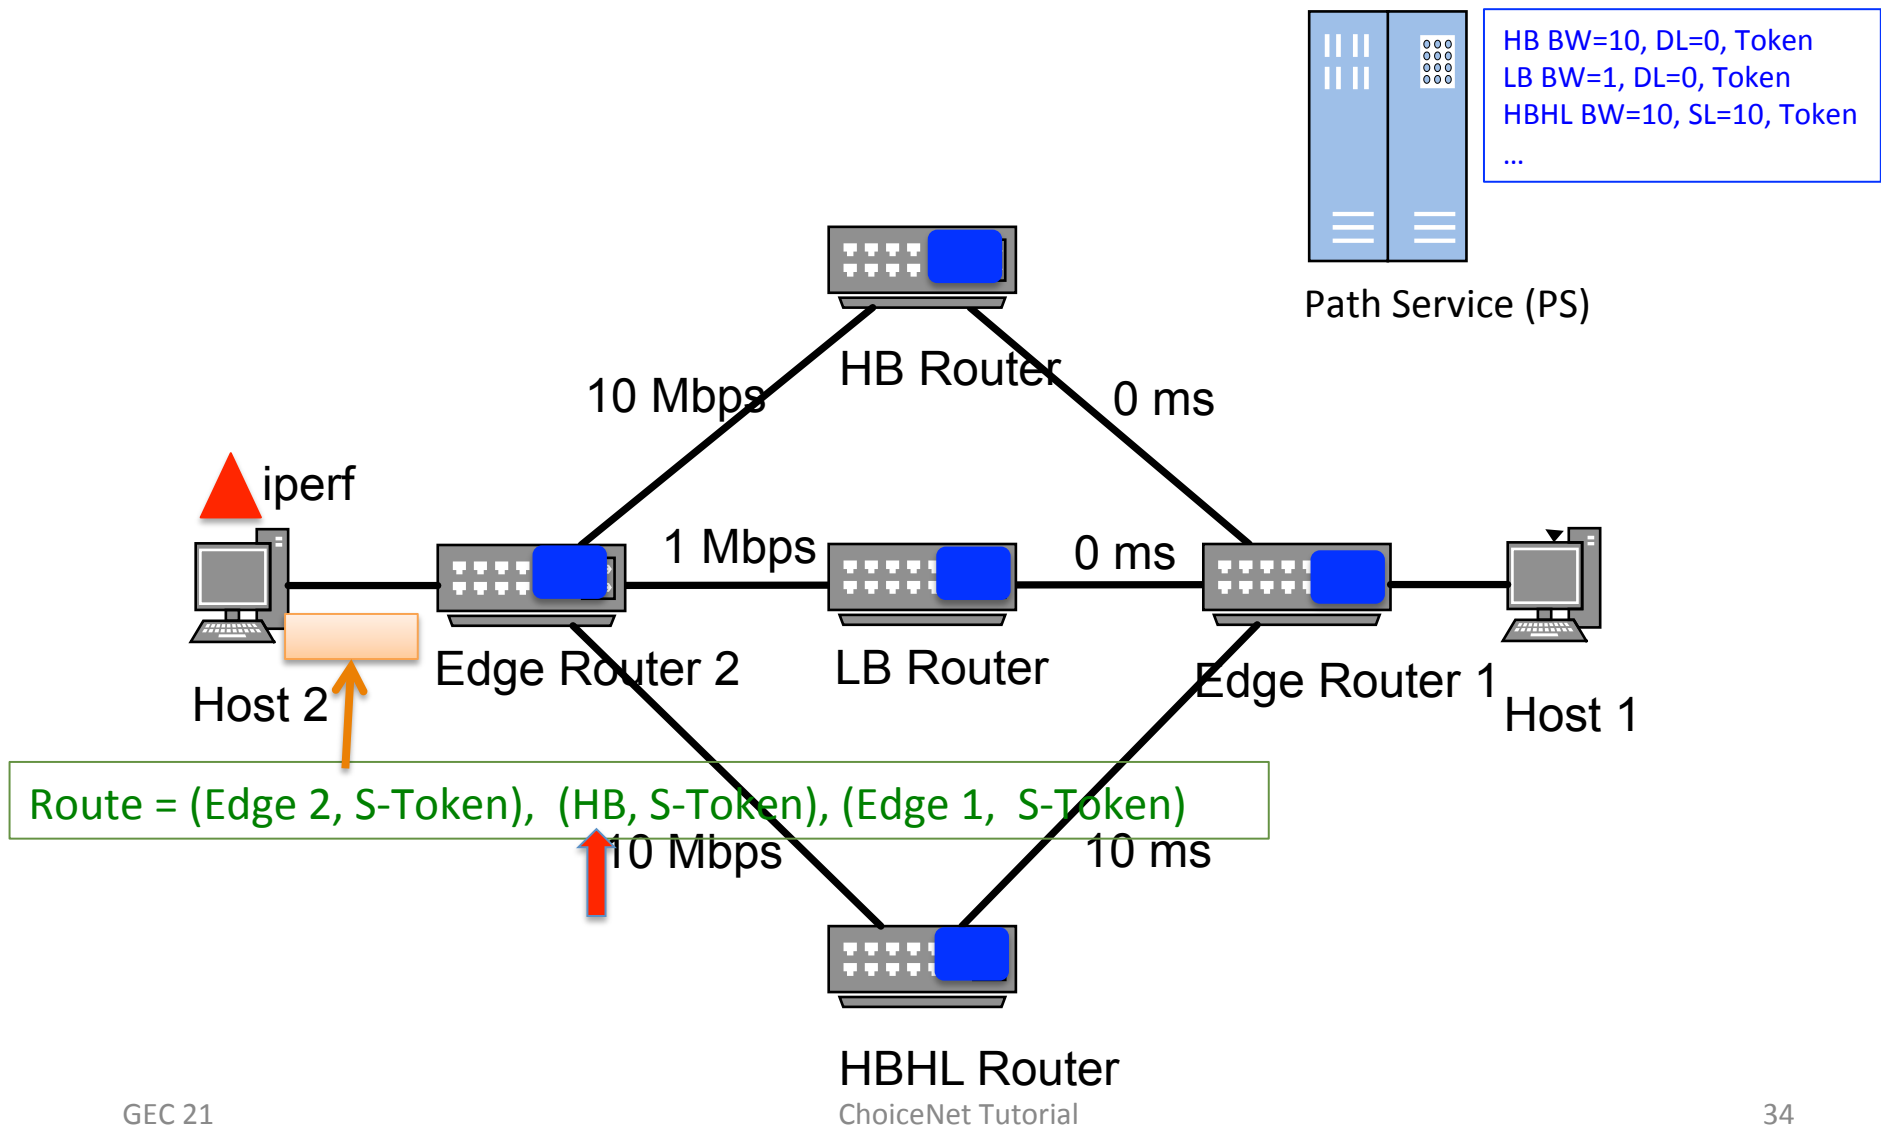 HB BW=10, DL=0, Token
LB BW=1, DL=0, Token
HBHL BW=10, SL=10, Token
...
Path Service (PS)
HB Router
10 Mbps
0 ms
iperf
1 Mbps
0 ms
Edge Router 2
LB Router
Edge Router 1
Host 2
Host 1
Route = (Edge 2, S-Token), (HB, S-Token), (Edge 1, S-Token)
10 Mbps
10 ms
HBHL Router
GEC 21
ChoiceNet Tutorial
34